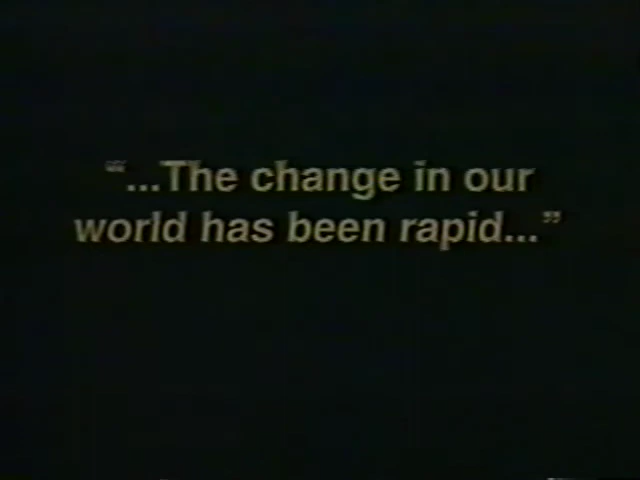 “...The change in our
world has been rapid...”